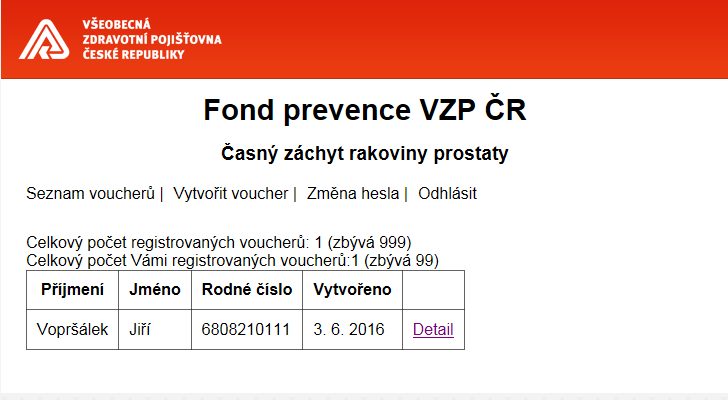 VŠEOBECNÁ
ZDRAVOTNÍ POJIŠŤOVNA
ČESKÉ REPUBLIKY
Fond prevence VZP ČR
Časný záchyt rakoviny prostaty
Seznam voucherů | Vytvořit voucher | Změna hesla | Odhlásit
Celkový počet registrovaných voucherů: 1 (zbývá 999)
Celkový počet Vámi registrovaných voucherů:1 (zbývá 99)
Příjmení Jméno Rodné číslo Vytvořeno
Vopršálek Jiří 6808210111 3. 6. 2016 Detail